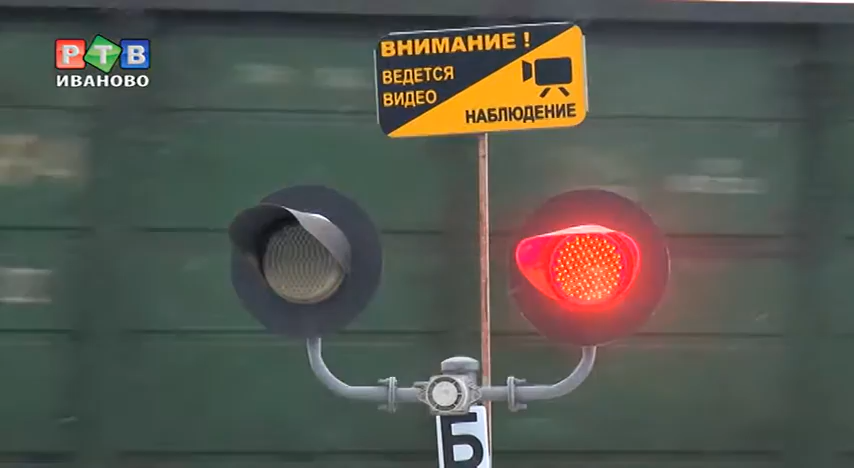 РТВ
ИВАНОВО
ВНИМАНИЕ !
ВЕДЕТСЯ
ВИДЕО
НАБЛЮДЕНИЕ
Б